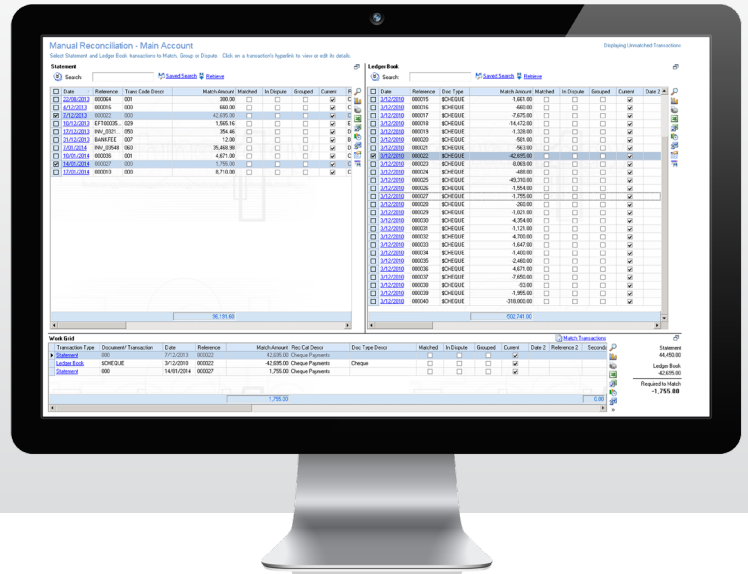 Manual Reconciliation - Main Account
Displaying Unmatched Transactions
Select Statement and Ledger Book transactions to Match, Group or Dispute. Click on a transaction's hyperlink to view or edit its details.
Statement
Search: Saved Search Retrieve
Date Reference Trans Code Descr Match Amount Matched In Dispute Grouped Current R
22/08/2013 000064 001 300.00 C
4/12/2013 000016 000 660.00 C
7/12/2013 000022 000 42,695.00 C
10/12/2013 EFT00035... 029 1,565.16 E
17/12/2013 INV_0321 050 354.46 D
21/12/2013 BANKFEE 007 12.00 B
7/01/2014 INV_03548 060 35,468.98 D
10/01/2014 000036 001 4,671.00 C
14/01/2014 000027 000 1,755.00 C
17/01/2014 000010 000 8,710.00
96,191.60
Ledger Book
Search: Saved Search Retrieve
Date Reference Doc Type Match Amount Matched In Dispute Grouped Current Date 2
3/12/2010 000015 $CHEQUE -1,661.00
3/12/2010 000016 $CHEQUE -660.00
3/12/2010 000017 $CHEQUE -7,675.00
3/12/2010 000018 $CHEQUE -14,472.00
3/12/2010 000019 $CHEQUE -1,328.00
3/12/2010 000020 $CHEQUE -501.00
3/12/2010 000021 $CHEQUE -563.00
3/12/2010 000022 $CHEQUE -42,695.00
3/12/2010 000023 $CHEQUE -8,069.00
3/12/2010 000024 $CHEQUE -488.00
3/12/2010 000025 $CHEQUE -49,310.00
3/12/2010 000026 $CHEQUE -1,554.00
3/12/2010 000027 $CHEQUE -1,755.00
3/12/2010 000028 $CHEQUE -260.00
3/12/2010 000029 $CHEQUE -1,021.00
3/12/2010 000030 $CHEQUE -4,354.00
3/12/2010 000031 $CHEQUE -1,121.00
3/12/2010 000032 $CHEQUE -4,700.00
3/12/2010 000033 $CHEQUE -1,647.00
3/12/2010 000034 $CHEQUE -1,400.00
3/12/2010 000035 $CHEQUE -2,460.00
3/12/2010 000036 $CHEQUE -4,671.00
3/12/2010 000037 $CHEQUE -7,650.00
3/12/2010 000038 $CHEQUE -93.00
3/12/2010 000039 $CHEQUE -1,955.00
3/12/2010 000040 $CHEQUE -318,000.00
-502,741.00
Work Grid
Match Transactions
Transaction Type Document/ Transaction Date Reference Match Amount Rec Cat Descr Doc Type Descr Matched In Dispute Grouped Current Date 2 Reference 2 Seconda
Statement 000 7/12/2013 000022 42,695.00 Cheque Payments
Ledger Book $CHEQUE 3/12/2010 000022 -42,695.00 Cheque Payments Cheque
Statement 000 14/01/2014 000027 1,755.00 Cheque Payments
1,755.00 0.00
Statement
44,450.00
Ledger Book
-42,695.00
Required to Match
-1,755.00